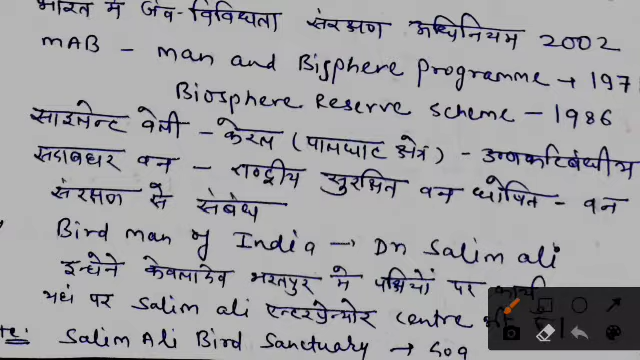 भारत में जैव-विविधता संरक्षण अधिनियम 2002
MAB - man and Bisphere programme → 197
Biosphere Reserve Scheme - 1986
साइलेन्ट वेली - केरल (पालघाट क्षेत्र) - उष्णकटिबंधीय
सदाबहार वन - राष्ट्रीय सुरक्षित वन घोषित - वन
संरक्षण से संबंध
Bird man of India → Dr Salim ali
इन्होने केवलादेव भरतपुर मे पक्षियों पर कार्य
यहां पर Salim ali centre
Salim Ali Bird Sanctuary → गोवा